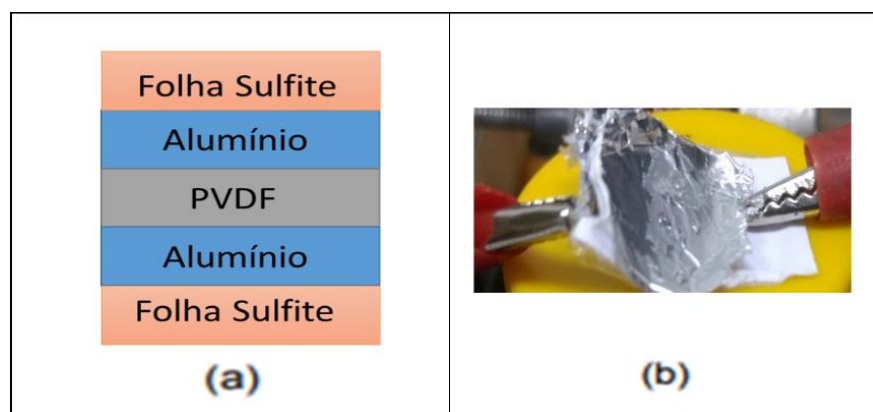 Folha Sulfite
Alumínio
PVDF
Alumínio
Folha Sulfite
(a)
(b)